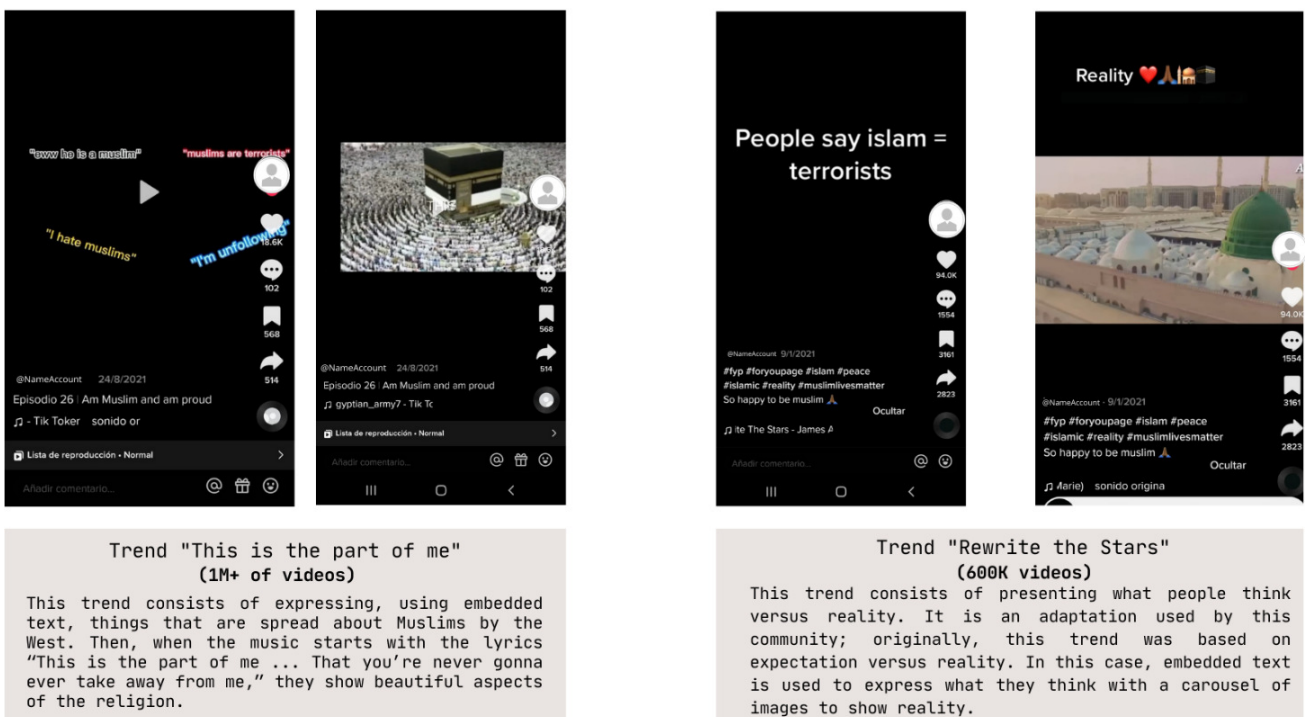 "eww he is a muslim"
"muslims are terrorists"
"I hate muslims"
"I'm unfollowing"
18.6K
102
568
514
@NameAccount 24/8/2021
Episodio 26 | Am Muslim and am proud
- Tik Toker sonido or
Lista de reproducción • Normal
Añadir comentario...
102
568
514
@NameAccount 24/8/2021
Episodio 26 | Am Muslim and am proud
gyptian_army7 - Tik Tc
Lista de reproducción • Normal
Añadir comentario...
Trend "This is the part of me"
(1M+ of videos)
This trend consists of expressing, using embedded
text, things that are spread about Muslims by the
West. Then, when the music starts with the lyrics
“This is the part of me ... That you’re never gonna
ever take away from me,” they show beautiful aspects
of the religion.
People say islam =
terrorists
94.0K
1554
3161
2823
@NameAccount 9/1/2021
#fyp #foryoupage #islam #peace
#islamic #reality #muslimlivesmatter
So happy to be muslim 🙏🏾
Ocultar
ite The Stars - James A
Añadir comentario...
Reality ❤️🙏🏾🕌🕋
94.0K
1554
3161
2823
@NameAccount · 9/1/2021
#fyp #foryoupage #islam #peace
#islamic #reality #muslimlivesmatter
So happy to be muslim 🙏🏾
Ocultar
Marie) sonido origina
Trend "Rewrite the Stars"
(600K videos)
This trend consists of presenting what people think
versus reality. It is an adaptation used by this
community; originally, this trend was based on
expectation versus reality. In this case, embedded text
is used to express what they think with a carousel of
images to show reality.